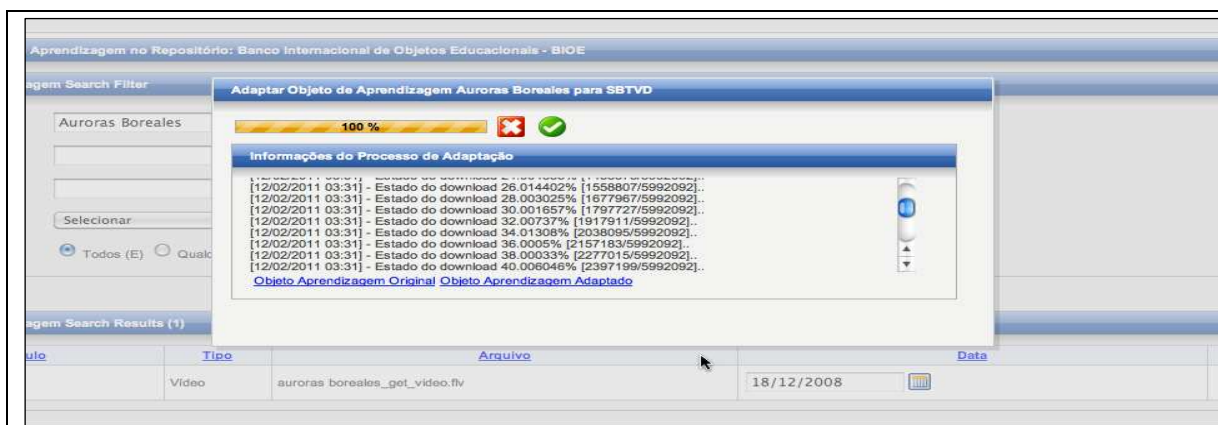 Aprendizagem no Repositório: Banco Internacional de Objetos Educacionais - BIOE
agem Search Filter
Adaptar Objeto de Aprendizagem Auroras Boreales para SBTVD
Auroras Boreales
100 %
Informações do Processo de Adaptação
[12/02/2011 03:31] - Estado do download 26.014402% [1558807/5992092]..
[12/02/2011 03:31] - Estado do download 28.003025% [1677967/5992092]..
[12/02/2011 03:31] - Estado do download 30.001657% [1797727/5992092]..
[12/02/2011 03:31] - Estado do download 32.00737% [1917911/5992092]..
[12/02/2011 03:31] - Estado do download 34.01308% [2038095/5992092]..
[12/02/2011 03:31] - Estado do download 36.0005% [2157183/5992092]..
[12/02/2011 03:31] - Estado do download 38.00033% [2277015/5992092]..
[12/02/2011 03:31] - Estado do download 40.006046% [2397199/5992092]..
Selecionar
Todos (E) Qualc
Objeto Aprendizagem Original Objeto Aprendizagem Adaptado
agem Search Results (1)
ulo Tipo Arquivo Data
Vídeo auroras boreales_get_video.flv 18/12/2008